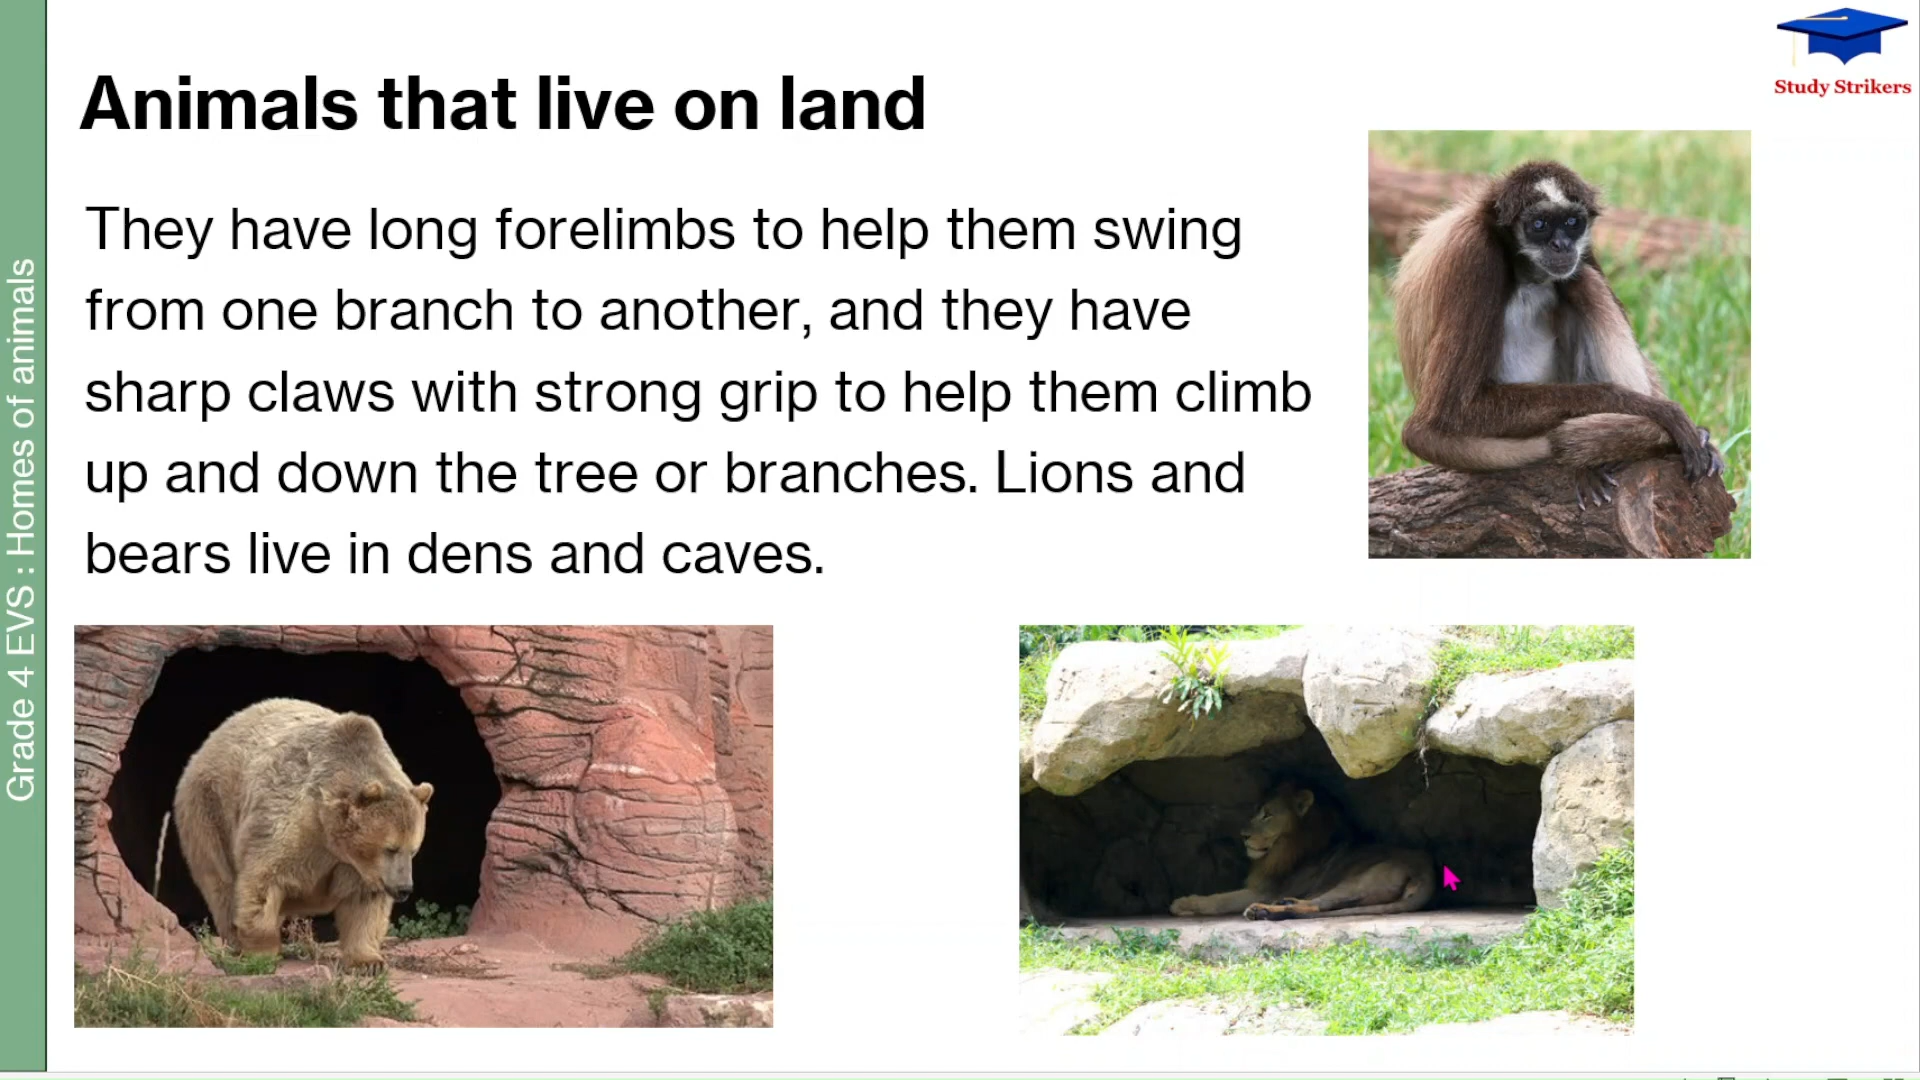 Study Strikers
Animals that live on land
They have long forelimbs to help them swing
from one branch to another, and they have
sharp claws with strong grip to help them climb
up and down the tree or branches. Lions and
bears live in dens and caves.
Grade 4 EVS : Homes of animals